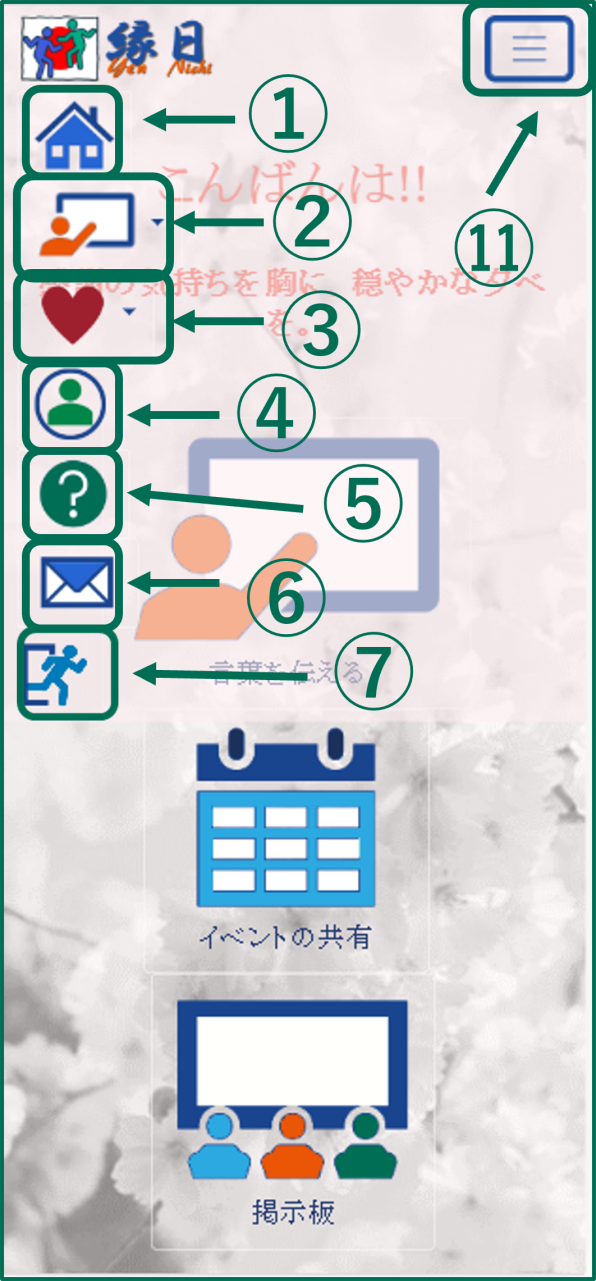 縁日
Yen Nichi
①
こんばんは!!
②
⑪
の気持ちを胸に、穏やかな夕べ
を。
③
④
⑤
⑥
言葉を伝える
⑦
イベントの共有
掲示板